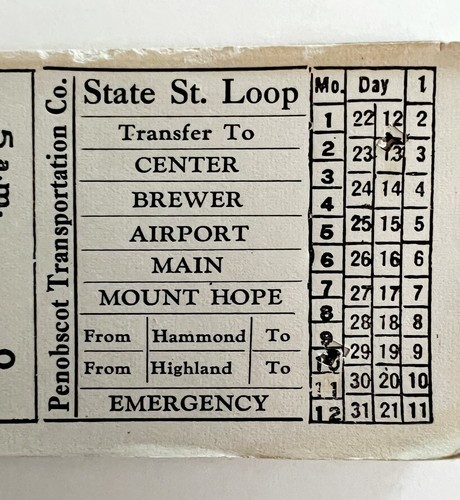 5 a.m.
Penobscot Transportation Co.
State St. Loop
Transfer To
CENTER
BREWER
AIRPORT
MAIN
MOUNT HOPE
From Hammond To
From Highland To
EMERGENCY
Mo. Day 1
1 22 12 2
2 23 13 3
3 24 14 4
4 25 15 5
5 26 16 6
6 27 17 7
7 28 18 8
8 29 19 9
9 30 20 10
10 31 21 11
11
12